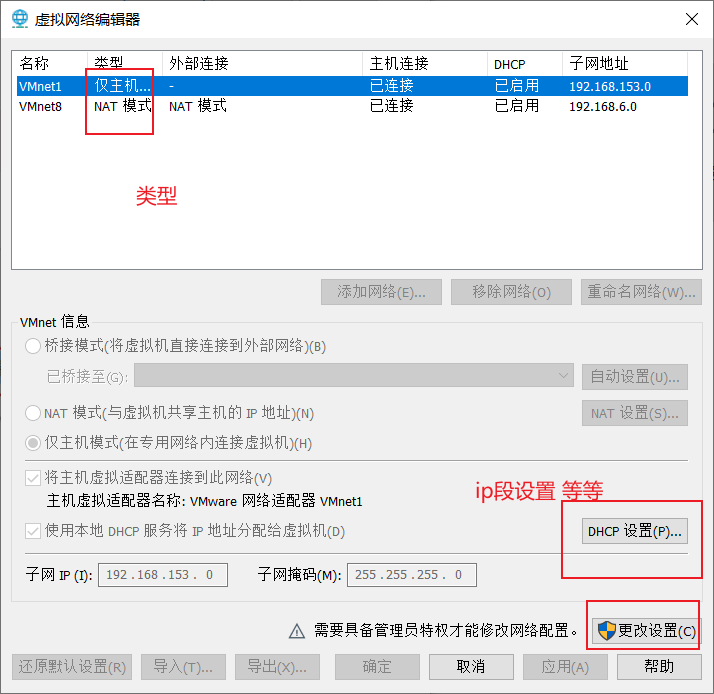 虚拟网络编辑器
名称 类型 外部连接 主机连接 DHCP 子网地址
VMnet1 仅主机... - 已连接 已启用 192.168.153.0
VMnet8 NAT 模式 NAT 模式 已连接 已启用 192.168.6.0
类型
添加网络(E)... 移除网络(O) 重命名网络(W)...
VMnet 信息
桥接模式(将虚拟机直接连接到外部网络)(B)
已桥接至(G): 自动设置(U)...
NAT 模式(与虚拟机共享主机的 IP 地址)(N) NAT 设置(S)...
仅主机模式(在专用网络内连接虚拟机)(H)
将主机虚拟适配器连接到此网络(V)
ip段设置 等等
主机虚拟适配器名称: VMware 网络适配器 VMnet1
使用本地 DHCP 服务将 IP 地址分配给虚拟机(D) DHCP 设置(P)...
子网 IP (I): 192 . 168 . 153 . 0 子网掩码(M): 255 . 255 . 255 . 0
需要具备管理员特权才能修改网络配置。 更改设置(C)
还原默认设置(R) 导入(T)... 导出(X)... 确定 取消 应用(A) 帮助